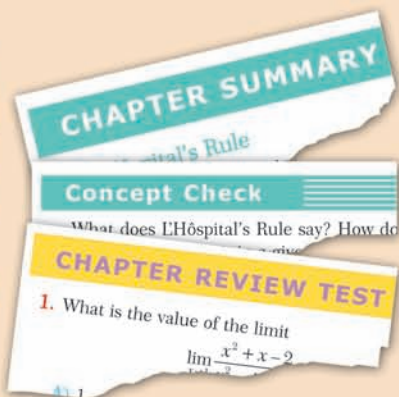 CHAPTER SUMMARY
Rule
Concept Check
What does L'Hôspital's Rule say? How do
CHAPTER REVIEW TEST
1. What is the value of the limit
lim x² + x – 2